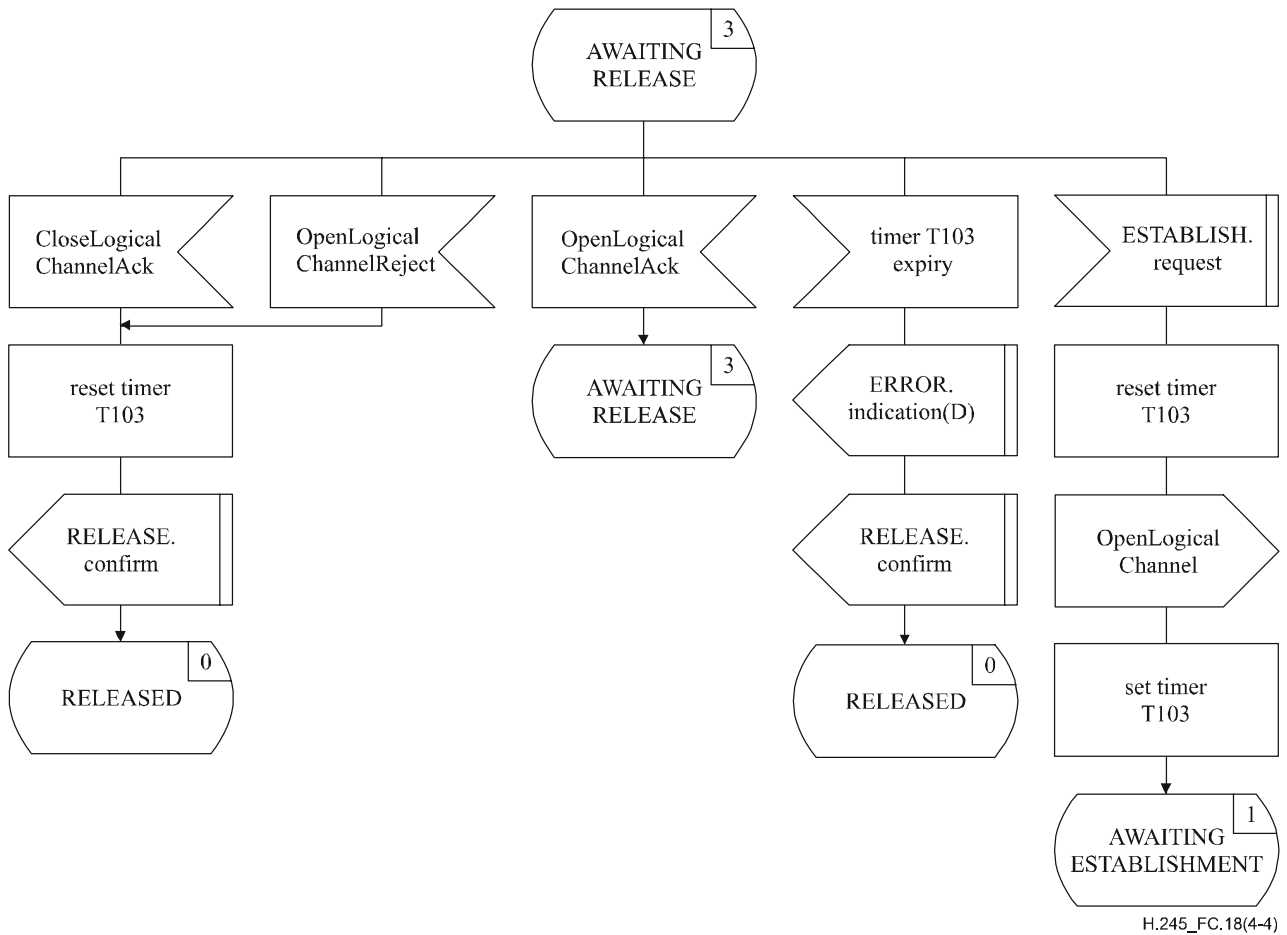 3
AWAITING
RELEASE
CloseLogical
ChannelAck
OpenLogical
ChannelReject
OpenLogical
ChannelAck
timer T103
expiry
ESTABLISH.
request
reset timer
T103
3
AWAITING
RELEASE
ERROR.
indication(D)
reset timer
T103
RELEASE.
confirm
RELEASE.
confirm
OpenLogical
Channel
0
RELEASED
0
RELEASED
set timer
T103
1
AWAITING
ESTABLISHMENT
H.245_FC.18(4-4)